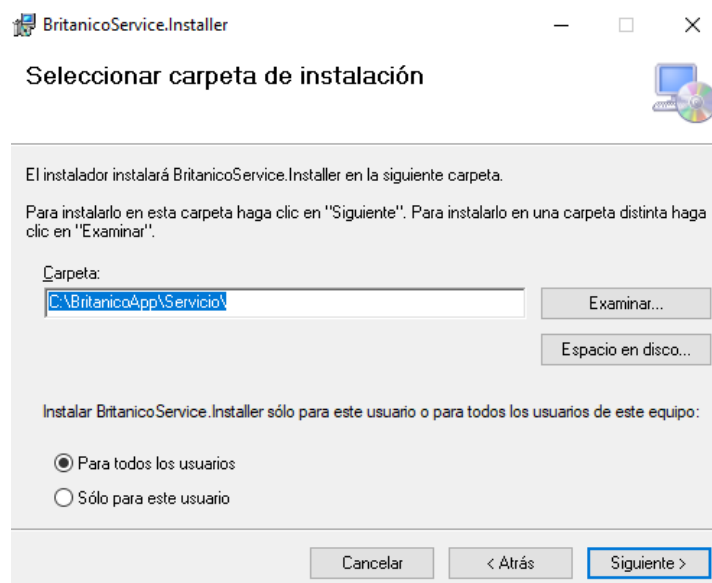 BritanicoService.Installer
Seleccionar carpeta de instalación
El instalador instalará BritanicoService.Installer en la siguiente carpeta.
Para instalarlo en esta carpeta haga clic en "Siguiente". Para instalarlo en una carpeta distinta haga
clic en "Examinar".
Carpeta:
C:\BritanicoApp\Servicio\
Examinar...
Espacio en disco...
Instalar BritanicoService.Installer sólo para este usuario o para todos los usuarios de este equipo:
Para todos los usuarios
Sólo para este usuario
Cancelar
< Atrás
Siguiente >